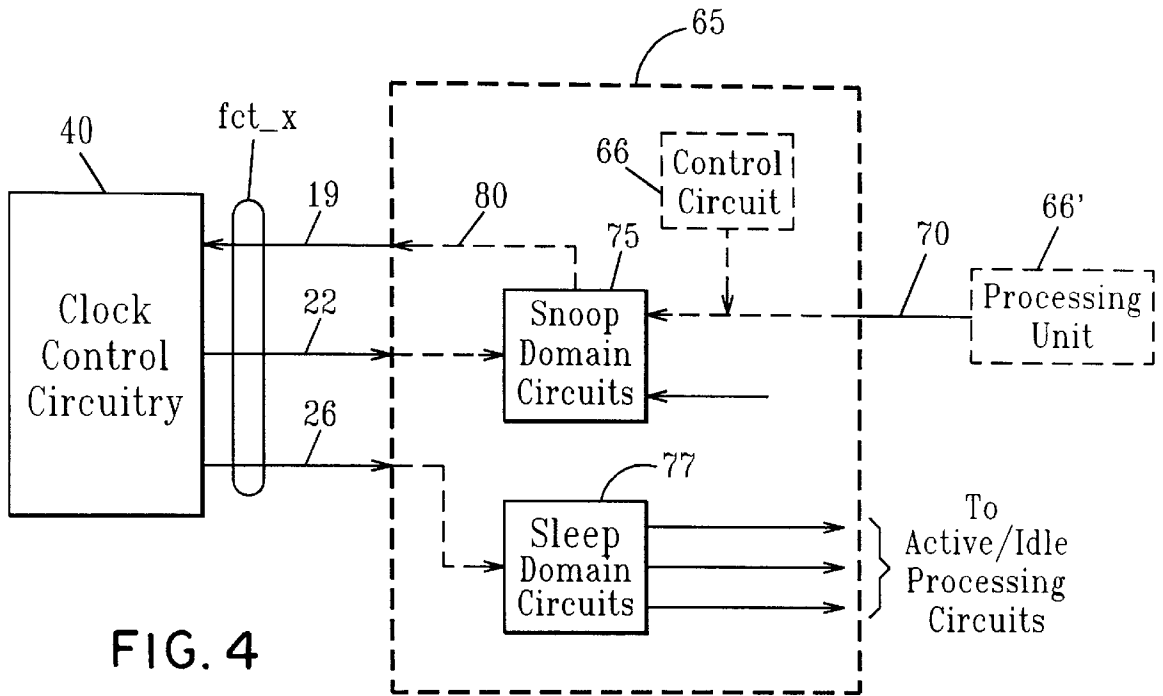 65
fct_x
40
66
Control
Circuit
66'
19
80
75
70
Processing
Unit
Clock
Control
Circuitry
22
Snoop
Domain
Circuits
26
77
Sleep
Domain
Circuits
To
Active/Idle
Processing
Circuits
FIG. 4